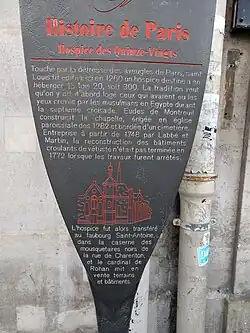 Histoire de Paris
Hospice des Quinze-Vingts
Touché par la détresse des aveugles de Paris, saint
Louis fit édifier en 1260 un hospice destiné à en
héberger 15 fois 20, soit 300. La tradition veut
qu'on y ait d'abord logé ceux qui avaient eu les
yeux crevés par les musulmans en Égypte durant
la septième croisade. Eudes de Montreuil
construisit la chapelle, érigée en église
paroissiale dès 1282 et bordée d'un cimetière.
Entreprise à partir de 1748 par Labbé et
Martin, la reconstruction des bâtiments
croulants de vétusté n'était pas terminée en
1772 lorsque les travaux furent arrêtés.
L'hospice fut alors transféré
au faubourg Saint-Antoine,
dans la caserne des
mousquetaires noirs de
la rue de Charenton,
et le cardinal de
Rohan mit en
vente terrains
et bâtiments.